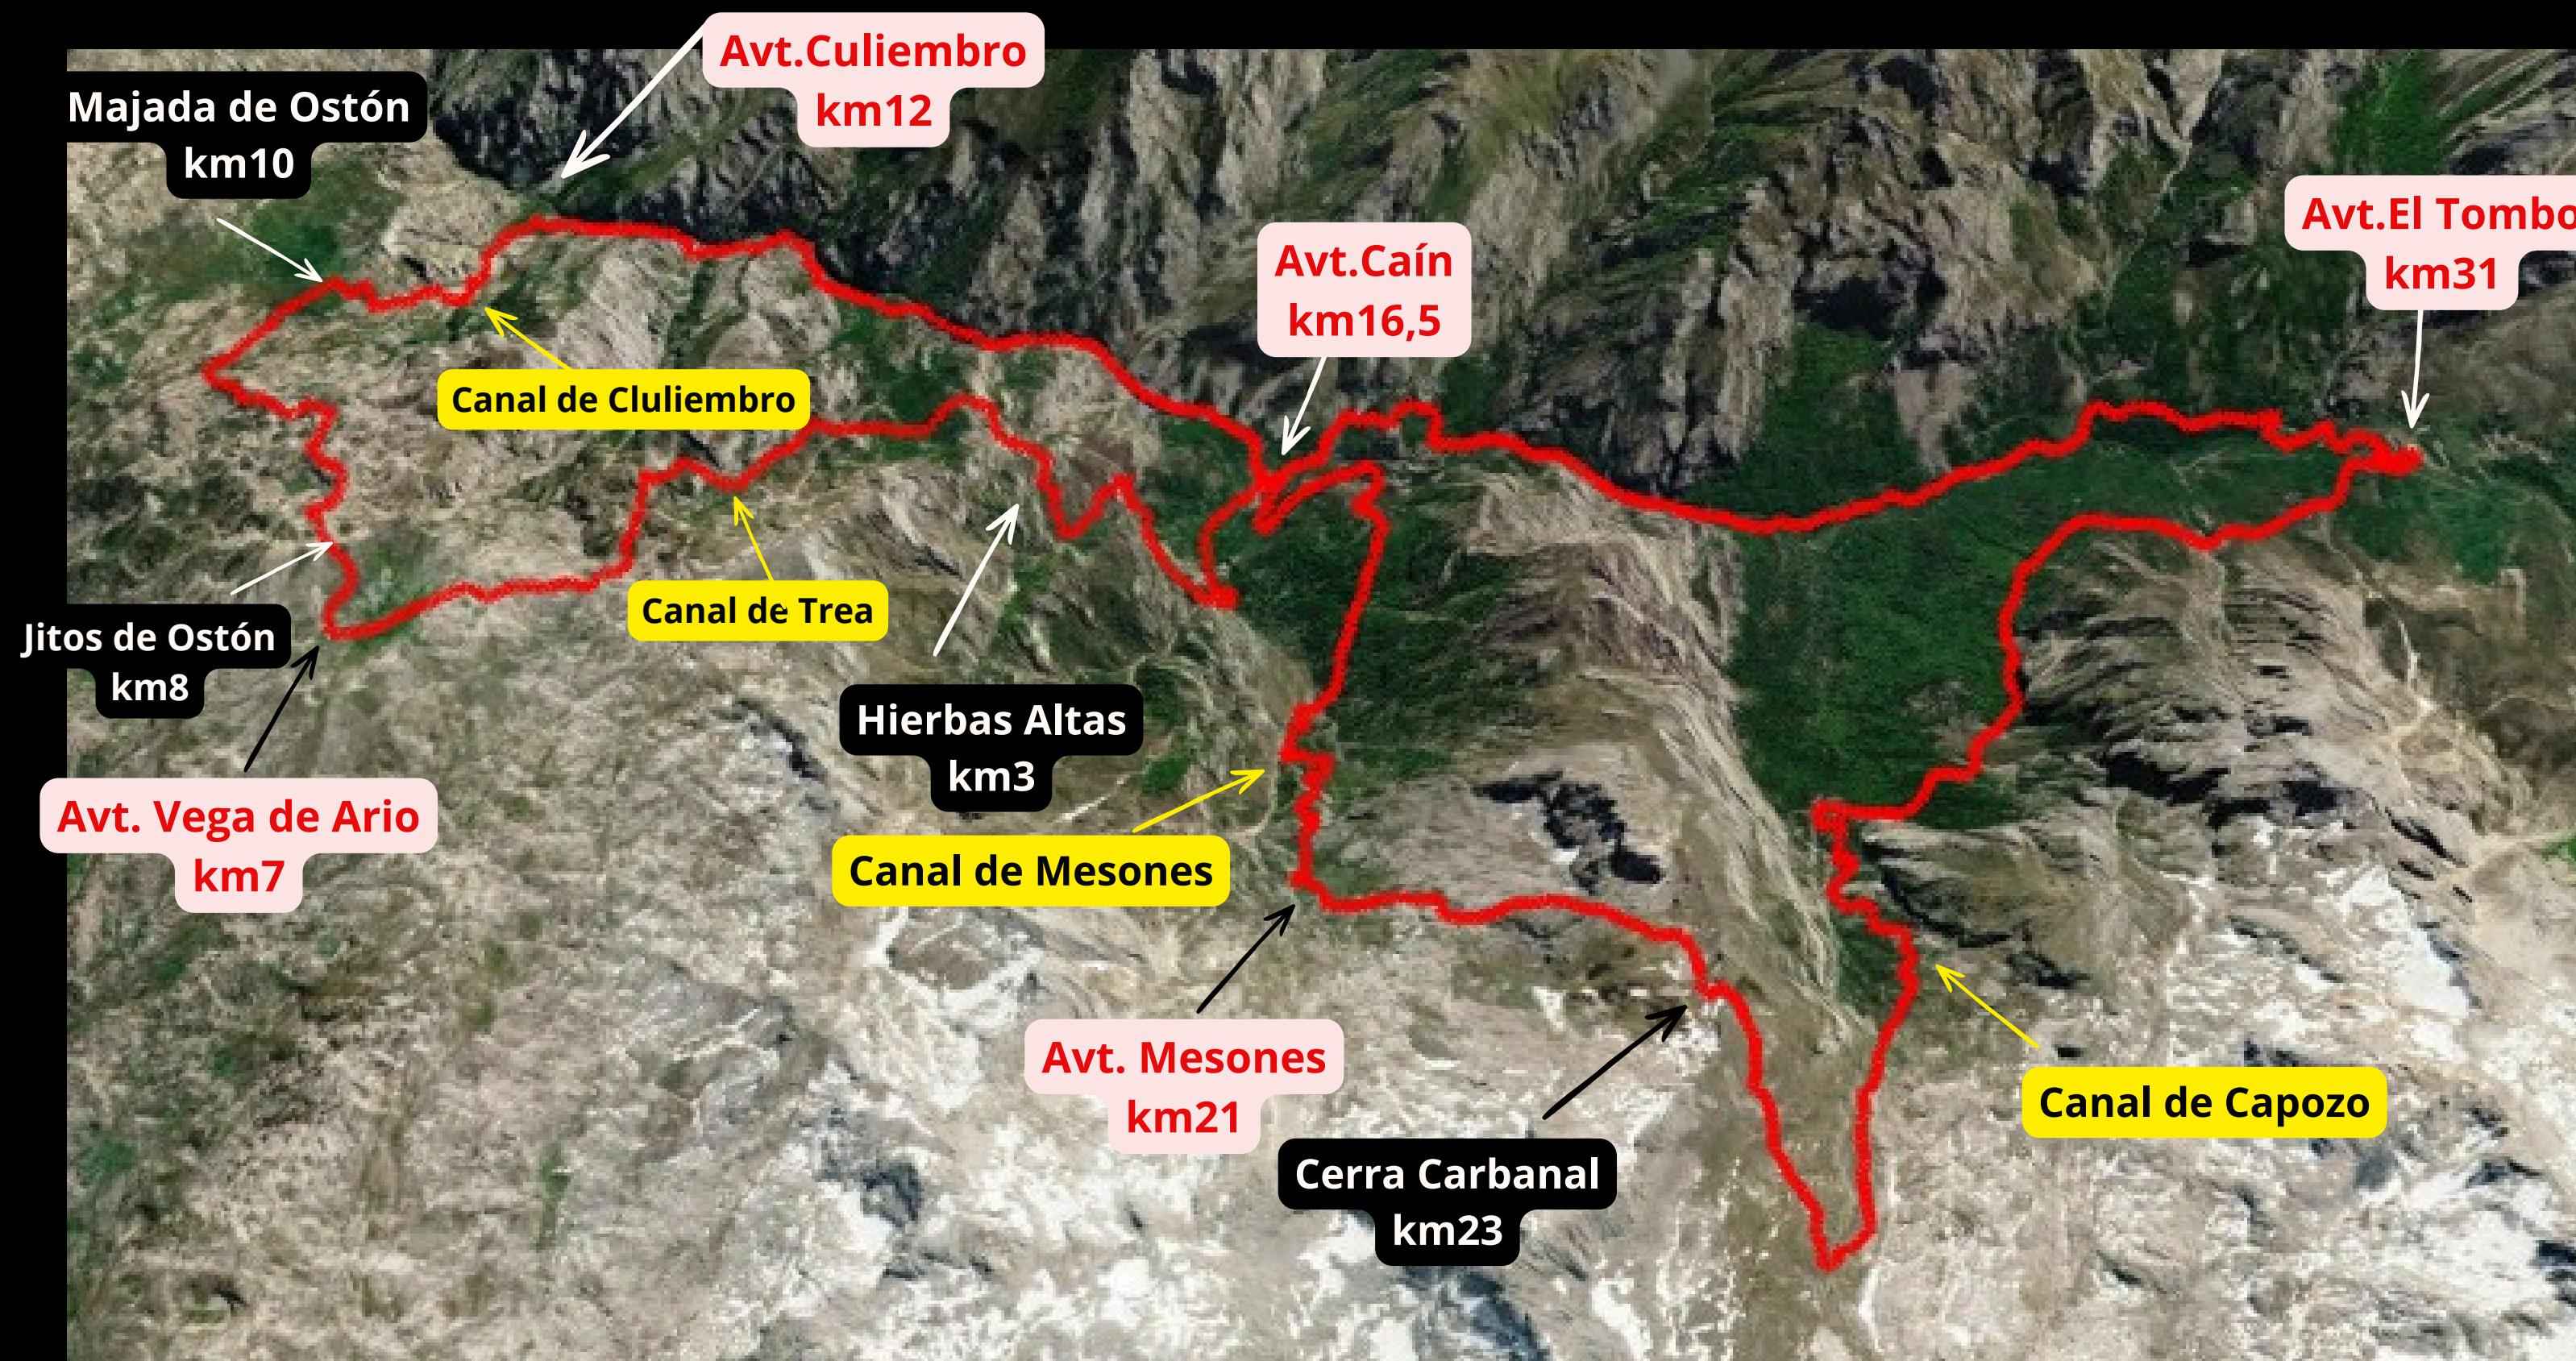 Avt.Culiembro
km12
Majada de Ostón
km10
Avt.El Tombo
km31
Avt.Caín
km16,5
Canal de Cluliembro
Canal de Trea
Jitos de Ostón
km8
Hierbas Altas
km3
Avt. Vega de Ario
km7
Canal de Mesones
Avt. Mesones
km21
Canal de Capozo
Cerra Carbanal
km23